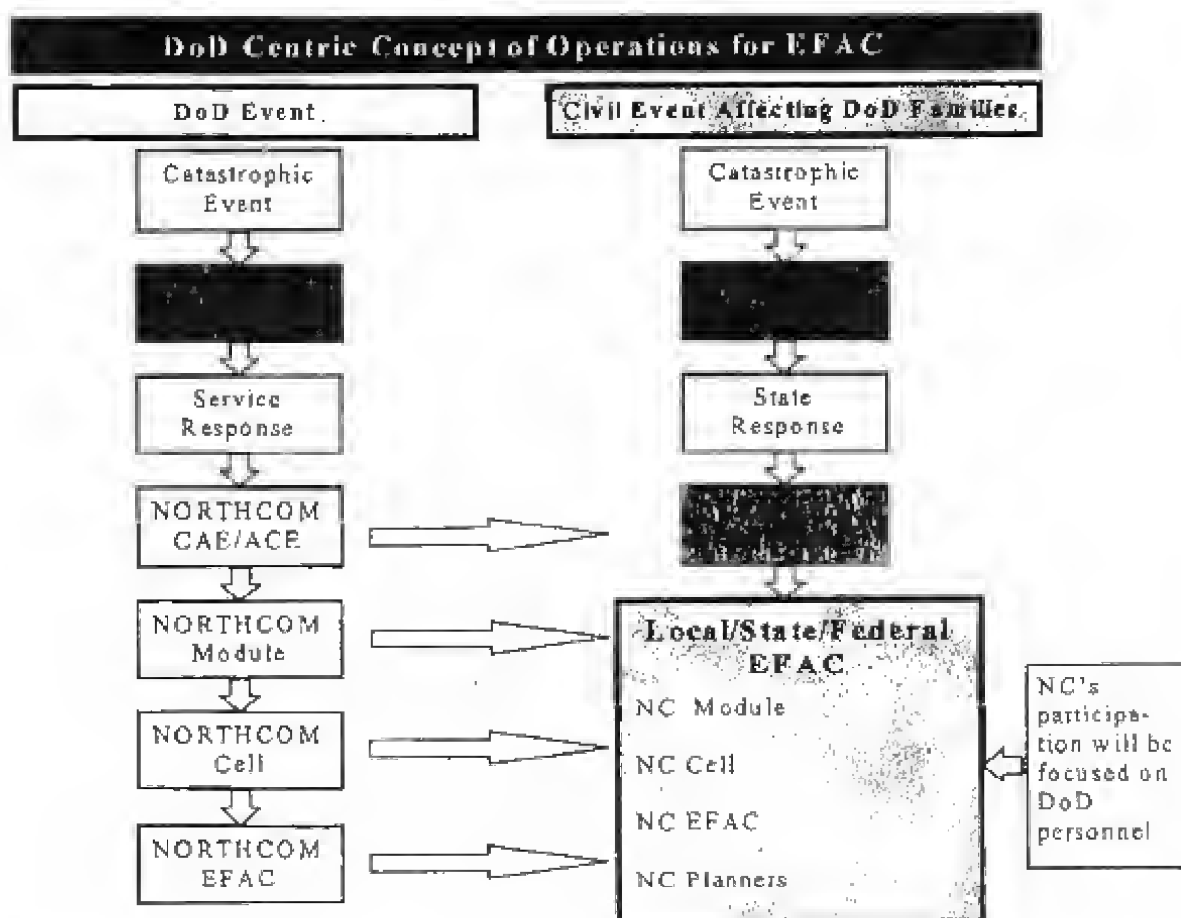 DoD Centric Concept of Operations for EFAC
DoD Event
Catastrophic
Event
Service
Response
NORTHCOM
CAE/ACE
NORTHCOM
Module
NORTHCOM
Cell
NORTHCOM
EFAC
Civil Event Affecting DoD Families
Catastrophic
Event
State
Response
Local/State/Federal
EFAC
NC Module
NC Cell
NC EFAC
NC Planners
NC's
participa-
tion will be
focused on
DoD
personnel